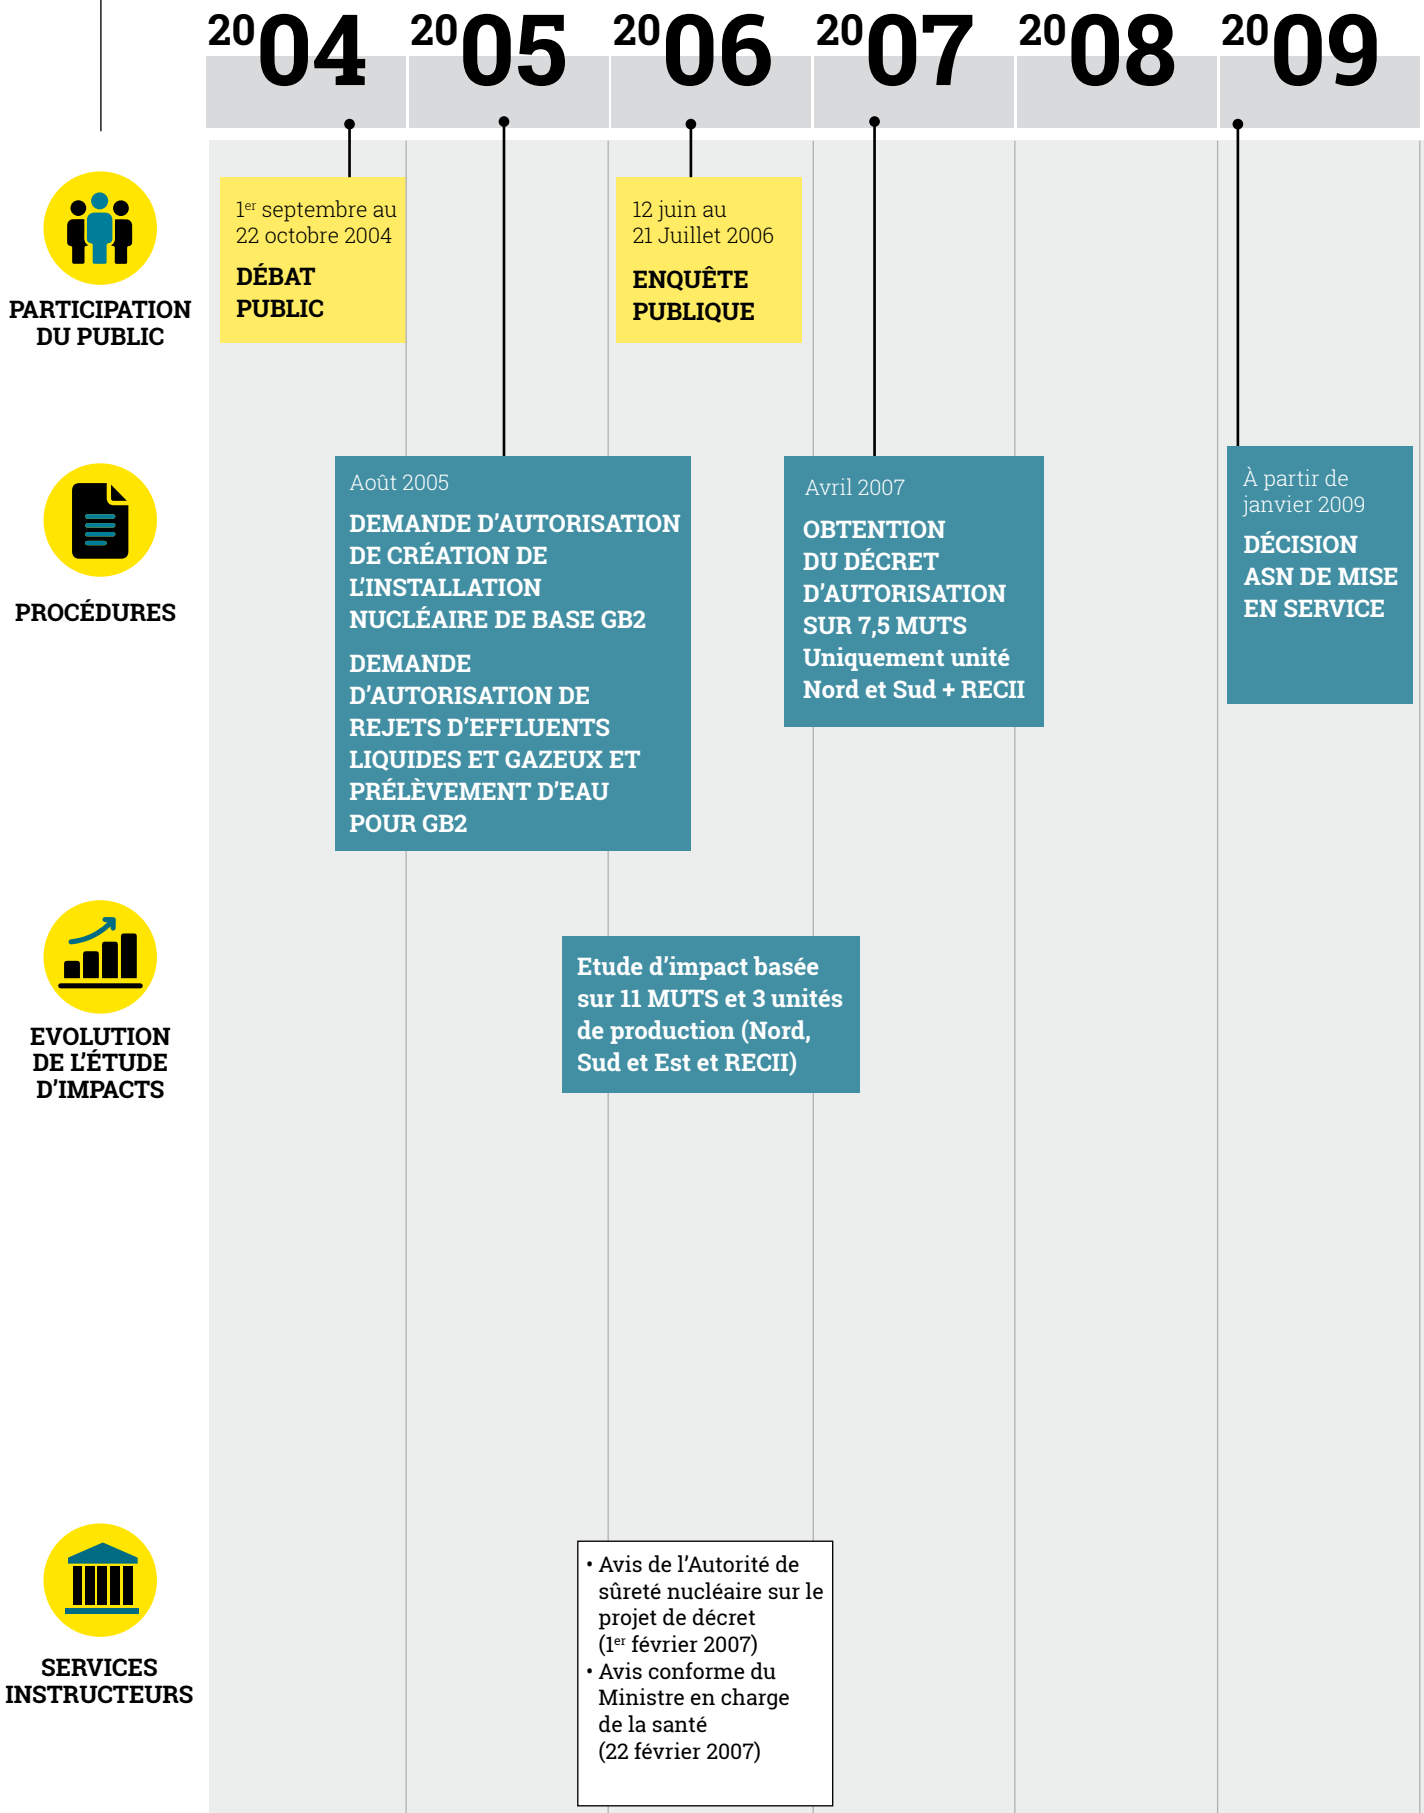 2004 2005 2006 2007 2008 2009
PARTICIPATION
DU PUBLIC
1er septembre au
22 octobre 2004
DÉBAT
PUBLIC
12 juin au
21 Juillet 2006
ENQUÊTE
PUBLIQUE
PROCÉDURES
Août 2005
DEMANDE D’AUTORISATION
DE CRÉATION DE
L’INSTALLATION
NUCLÉAIRE DE BASE GB2
DEMANDE
D’AUTORISATION DE
REJETS D’EFFLUENTS
LIQUIDES ET GAZEUX ET
PRÉLÈVEMENT D’EAU
POUR GB2
Avril 2007
OBTENTION
DU DÉCRET
D’AUTORISATION
SUR 7,5 MUTS
Uniquement unité
Nord et Sud + RECII
À partir de
janvier 2009
DÉCISION
ASN DE MISE
EN SERVICE
EVOLUTION
DE L’ÉTUDE
D’IMPACTS
Etude d’impact basée
sur 11 MUTS et 3 unités
de production (Nord,
Sud et Est et RECII)
SERVICES
INSTRUCTEURS
• Avis de l’Autorité de
sûreté nucléaire sur le
projet de décret
(1er février 2007)
• Avis conforme du
Ministre en charge
de la santé
(22 février 2007)